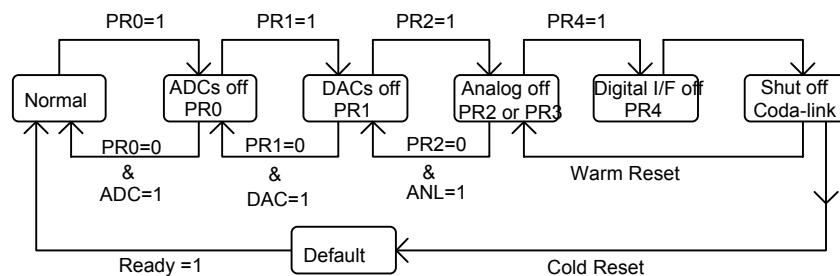 PR0=1
PR1=1
PR2=1
PR4=1
Normal
ADCs off
PR0
DACs off
PR1
Analog off
PR2 or PR3
Digital I/F off
PR4
Shut off
Coda-link
PR0=0
&
ADC=1
PR1=0
&
DAC=1
PR2=0
&
ANL=1
Warm Reset
Ready =1
Default
Cold Reset